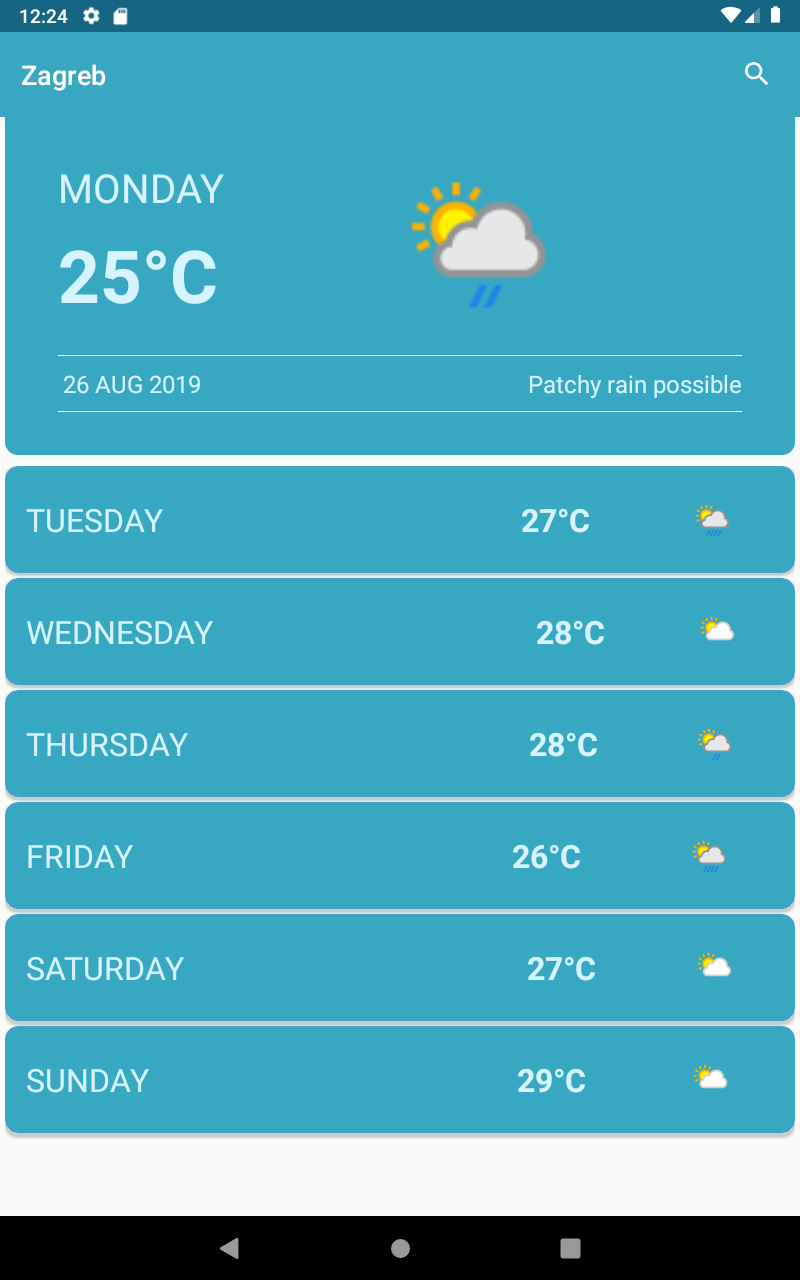 12:24
Zagreb
MONDAY
25°C
26 AUG 2019 Patchy rain possible
TUESDAY 27°C
WEDNESDAY 28°C
THURSDAY 28°C
FRIDAY 26°C
SATURDAY 27°C
SUNDAY 29°C